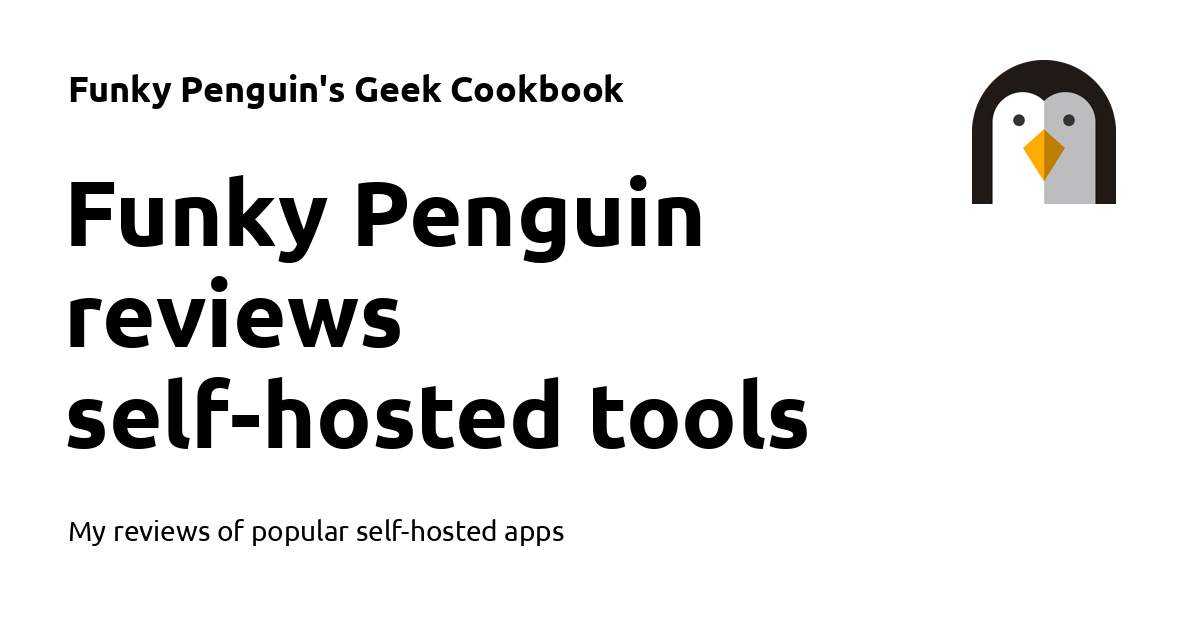 Funky Penguin's Geek Cookbook
Funky Penguin
reviews
self-hosted tools
My reviews of popular self-hosted apps